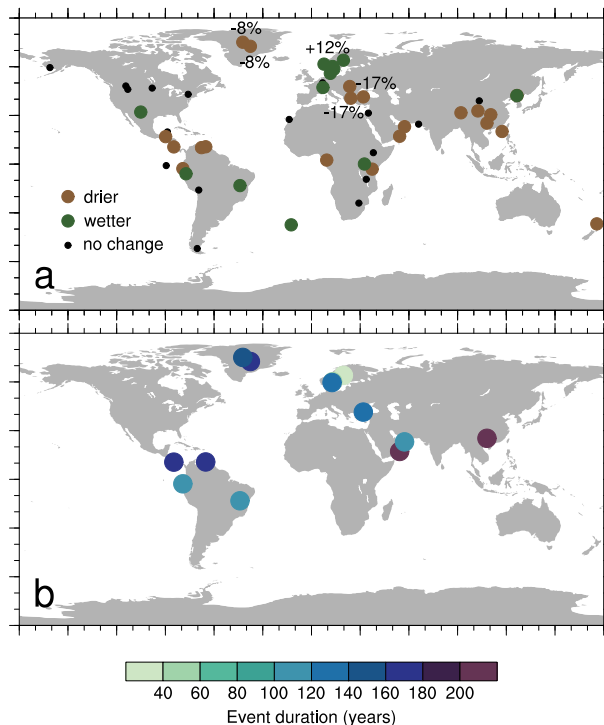 -8%
-8%
+12%
-17%
-17%
drier
wetter
no change
a
b
40 60 80 100 120 140 160 180 200
Event duration (years)